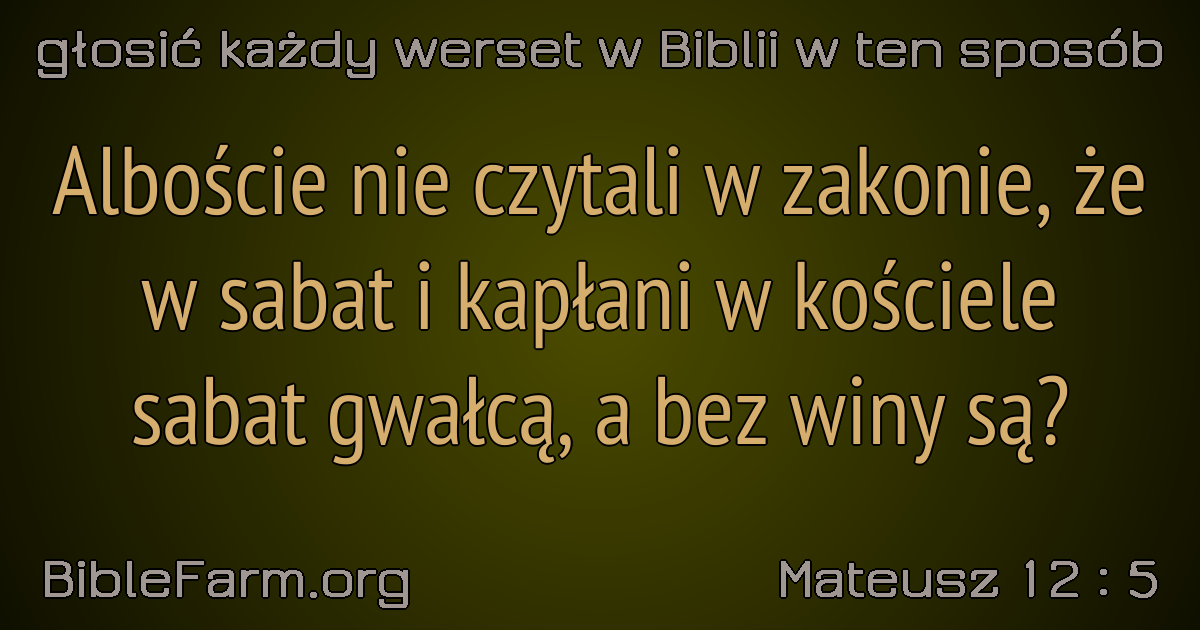 głosić każdy werset w Biblii w ten sposób
Alboście nie czytali w zakonie, że
w sabat i kapłani w kościele
sabat gwałcą, a bez winy są?
BibleFarm.org
Mateusz 12 : 5